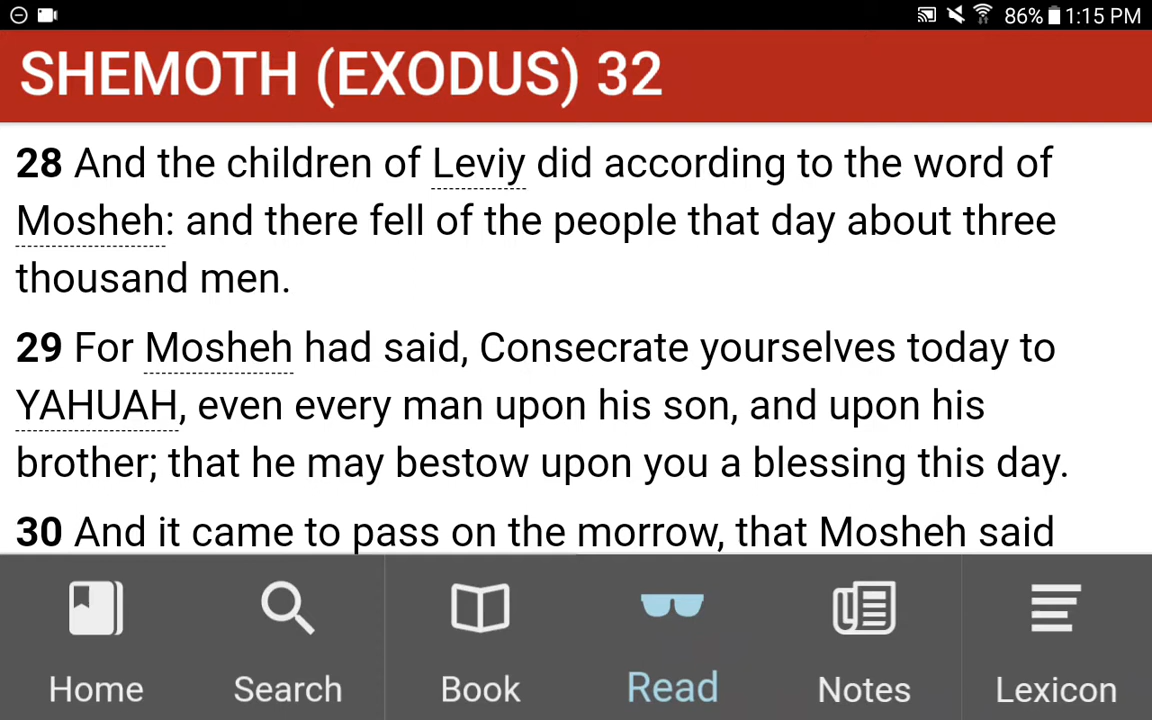 86% 1:15 PM
SHEMOTH (EXODUS) 32
28 And the children of Leviy did according to the word of
Mosheh: and there fell of the people that day about three
thousand men.
29 For Mosheh had said, Consecrate yourselves today to
YAHUAH, even every man upon his son, and upon his
brother; that he may bestow upon you a blessing this day.
30 And it came to pass on the morrow, that Mosheh said
Home Search Book Read Notes Lexicon